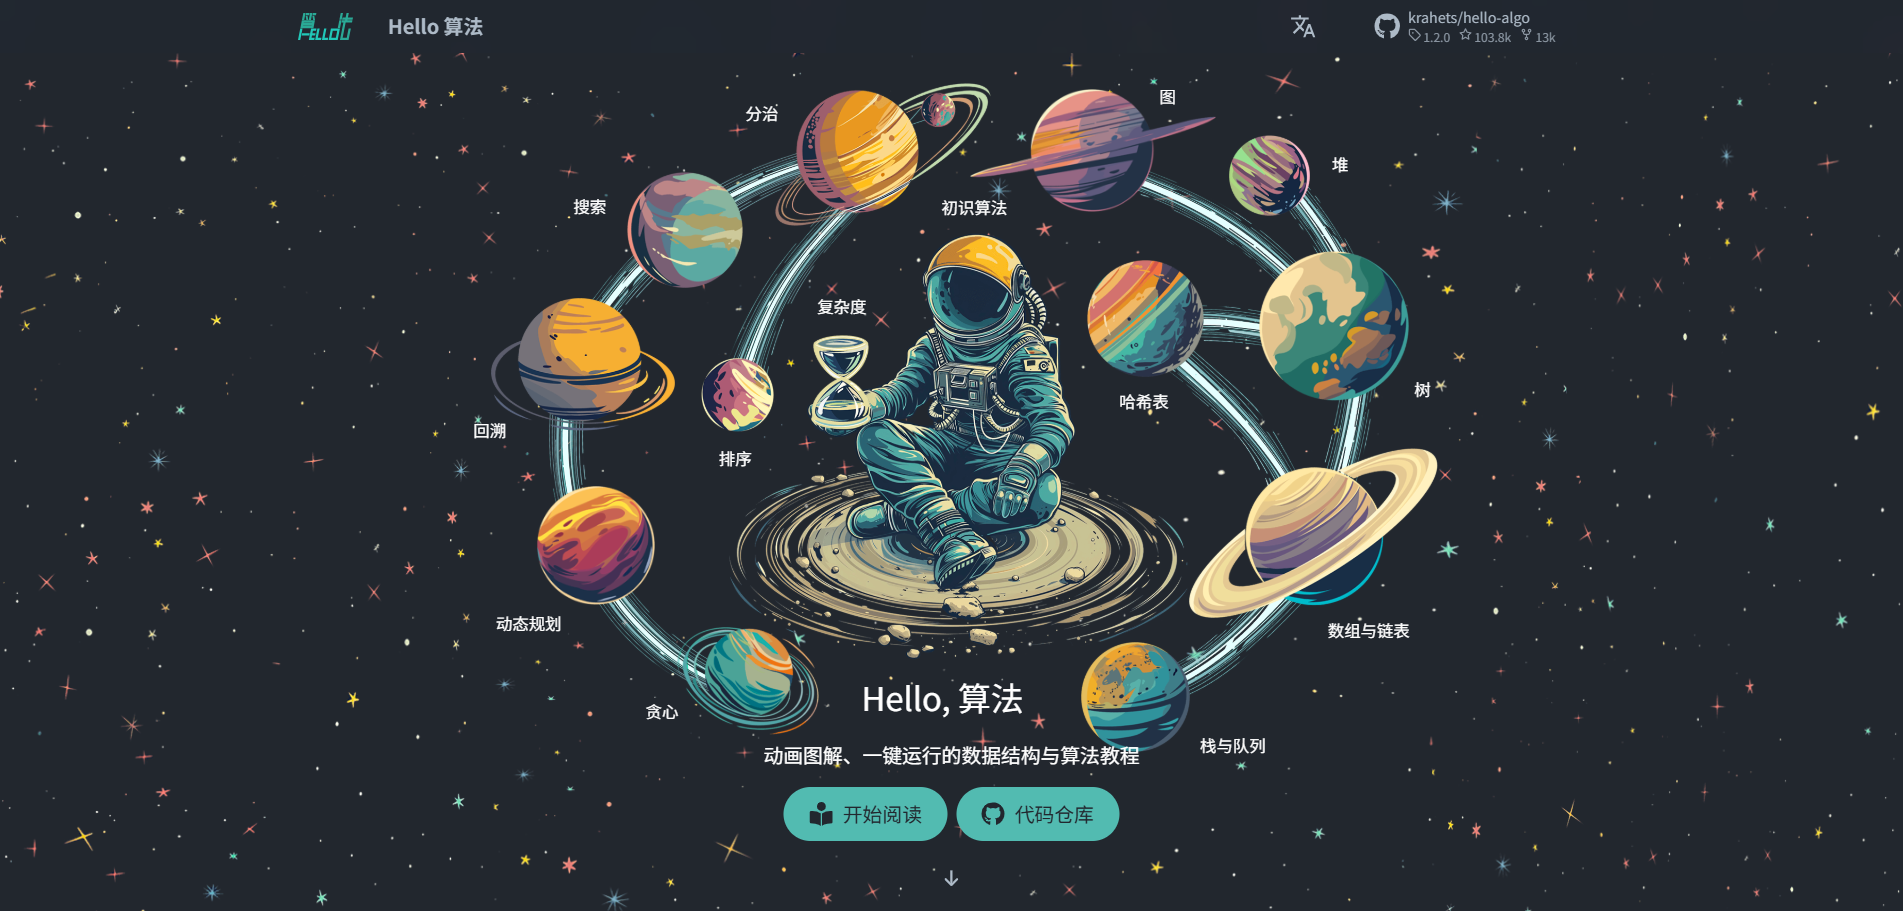 Hello 算法
krahets/hello-algo
1.2.0 103.8k 13k
分治
图
堆
搜索
初识算法
复杂度
树
哈希表
回溯
排序
动态规划
数组与链表
贪心
Hello, 算法
栈与队列
动画图解、一键运行的数据结构与算法教程
开始阅读
代码仓库